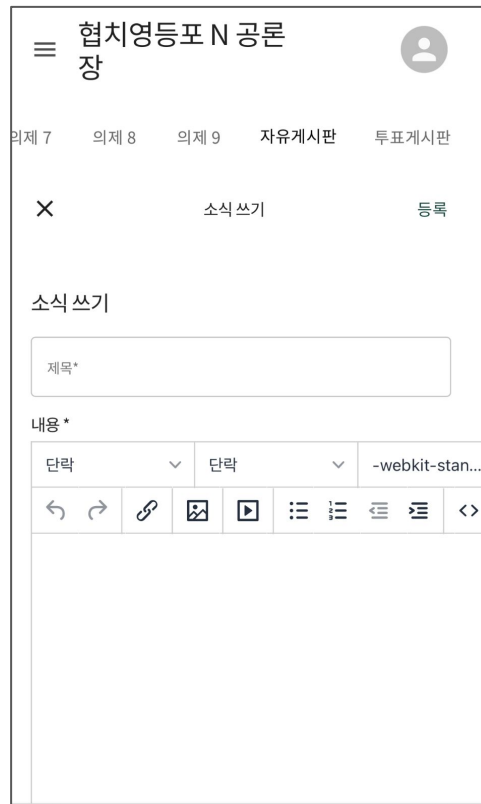 협치영등포 N 공론
장
의제 7 의제 8 의제 9 자유게시판 투표게시판
소식 쓰기 등록
소식 쓰기
제목*
내용 *
단락 단락 -webkit-stan...